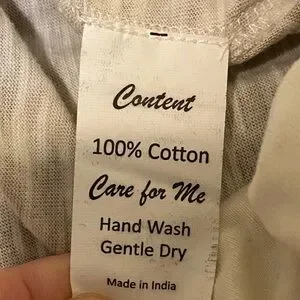 Content
100% Cotton
Care for Me
Hand Wash
Gentle Dry
Made in India